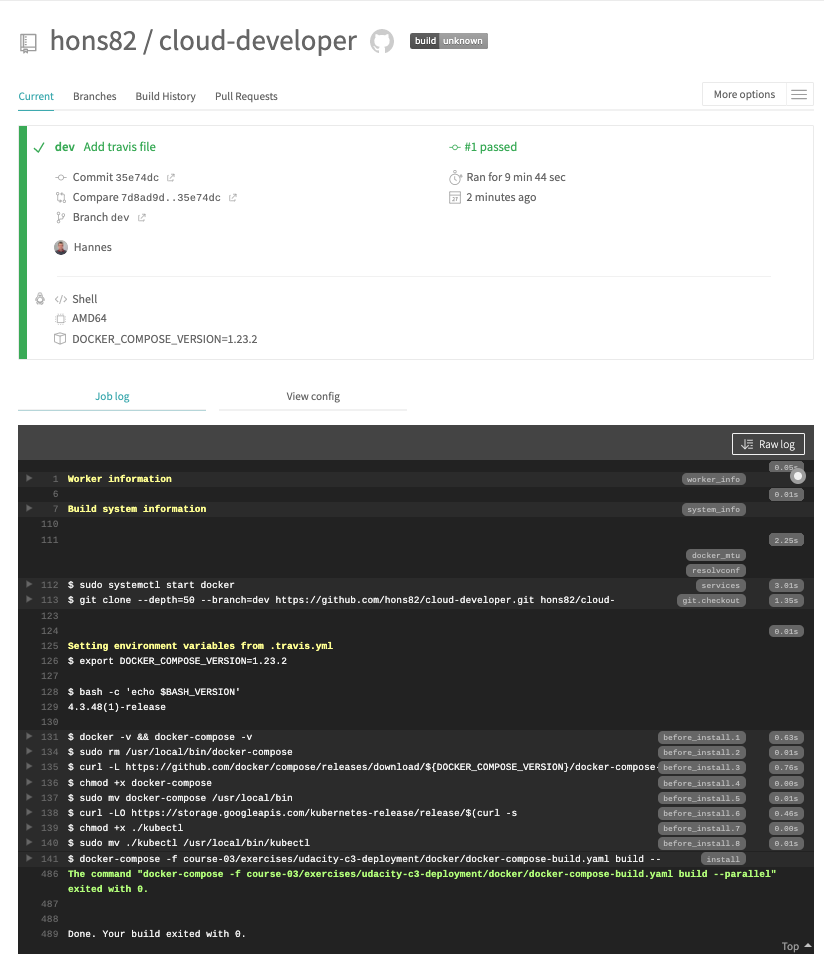 hons82 / cloud-developer build unknown
Current Branches Build History Pull Requests More options
dev Add travis file
Commit 35e74dc
Compare 7d8ad9d..35e74dc
Branch dev
Hannes
#1 passed
Ran for 9 min 44 sec
2 minutes ago
Shell
AMD64
DOCKER_COMPOSE_VERSION=1.23.2
Job log View config
Raw log
0.05s
1 Worker information worker_info
6 0.01s
7 Build system information system_info
110
111 2.25s
docker_mtu
resolvconf
112 $ sudo systemctl start docker services 3.01s
113 $ git clone --depth=50 --branch=dev https://github.com/hons82/cloud-developer.git hons82/cloud- git.checkout 1.35s
123
124 0.01s
125 Setting environment variables from .travis.yml
126 $ export DOCKER_COMPOSE_VERSION=1.23.2
127
128 $ bash -c 'echo $BASH_VERSION'
129 4.3.48(1)-release
130
131 $ docker -v && docker-compose -v before_install.1 0.63s
134 $ sudo rm /usr/local/bin/docker-compose before_install.2 0.01s
135 $ curl -L https://github.com/docker/compose/releases/download/${DOCKER_COMPOSE_VERSION}/docker-compose- before_install.3 0.76s
136 $ chmod +x docker-compose before_install.4 0.00s
137 $ sudo mv docker-compose /usr/local/bin before_install.5 0.01s
138 $ curl -LO https://storage.googleapis.com/kubernetes-release/release/$(curl -s before_install.6 0.46s
139 $ chmod +x ./kubectl before_install.7 0.00s
140 $ sudo mv ./kubectl /usr/local/bin/kubectl before_install.8 0.01s
141 $ docker-compose -f course-03/exercises/udacity-c3-deployment/docker/docker-compose-build.yaml build -- install
486 The command "docker-compose -f course-03/exercises/udacity-c3-deployment/docker/docker-compose-build.yaml build --parallel"
exited with 0.
487
488
489 Done. Your build exited with 0.
Top